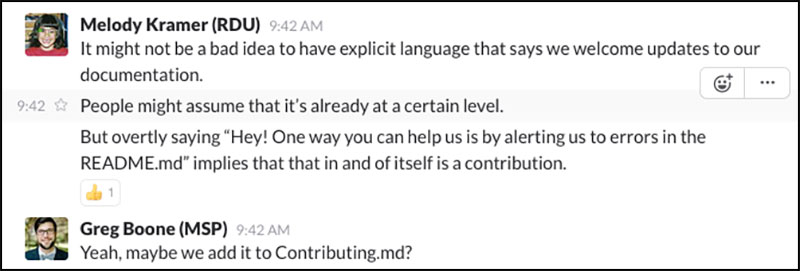 Melody Kramer (RDU) 9:42 AM
It might not be a bad idea to have explicit language that says we welcome updates to our
documentation.
9:42 People might assume that it’s already at a certain level.
But overtly saying “Hey! One way you can help us is by alerting us to errors in the
README.md” implies that that in and of itself is a contribution.
👍 1
Greg Boone (MSP) 9:42 AM
Yeah, maybe we add it to Contributing.md?